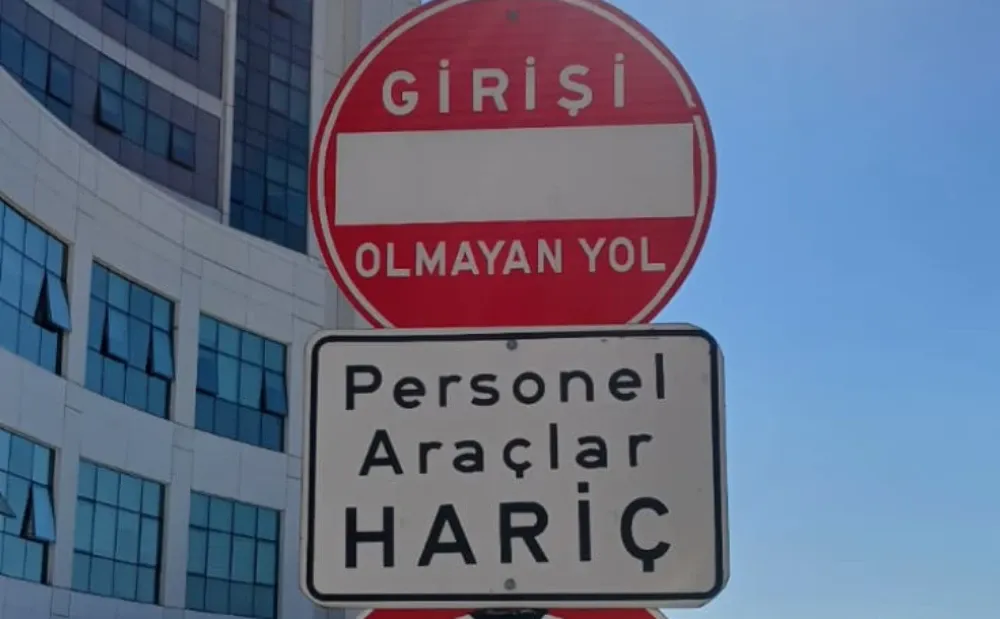 GİRİŞİ
OLMAYAN YOL
Personel
Araçlar
HARİÇ